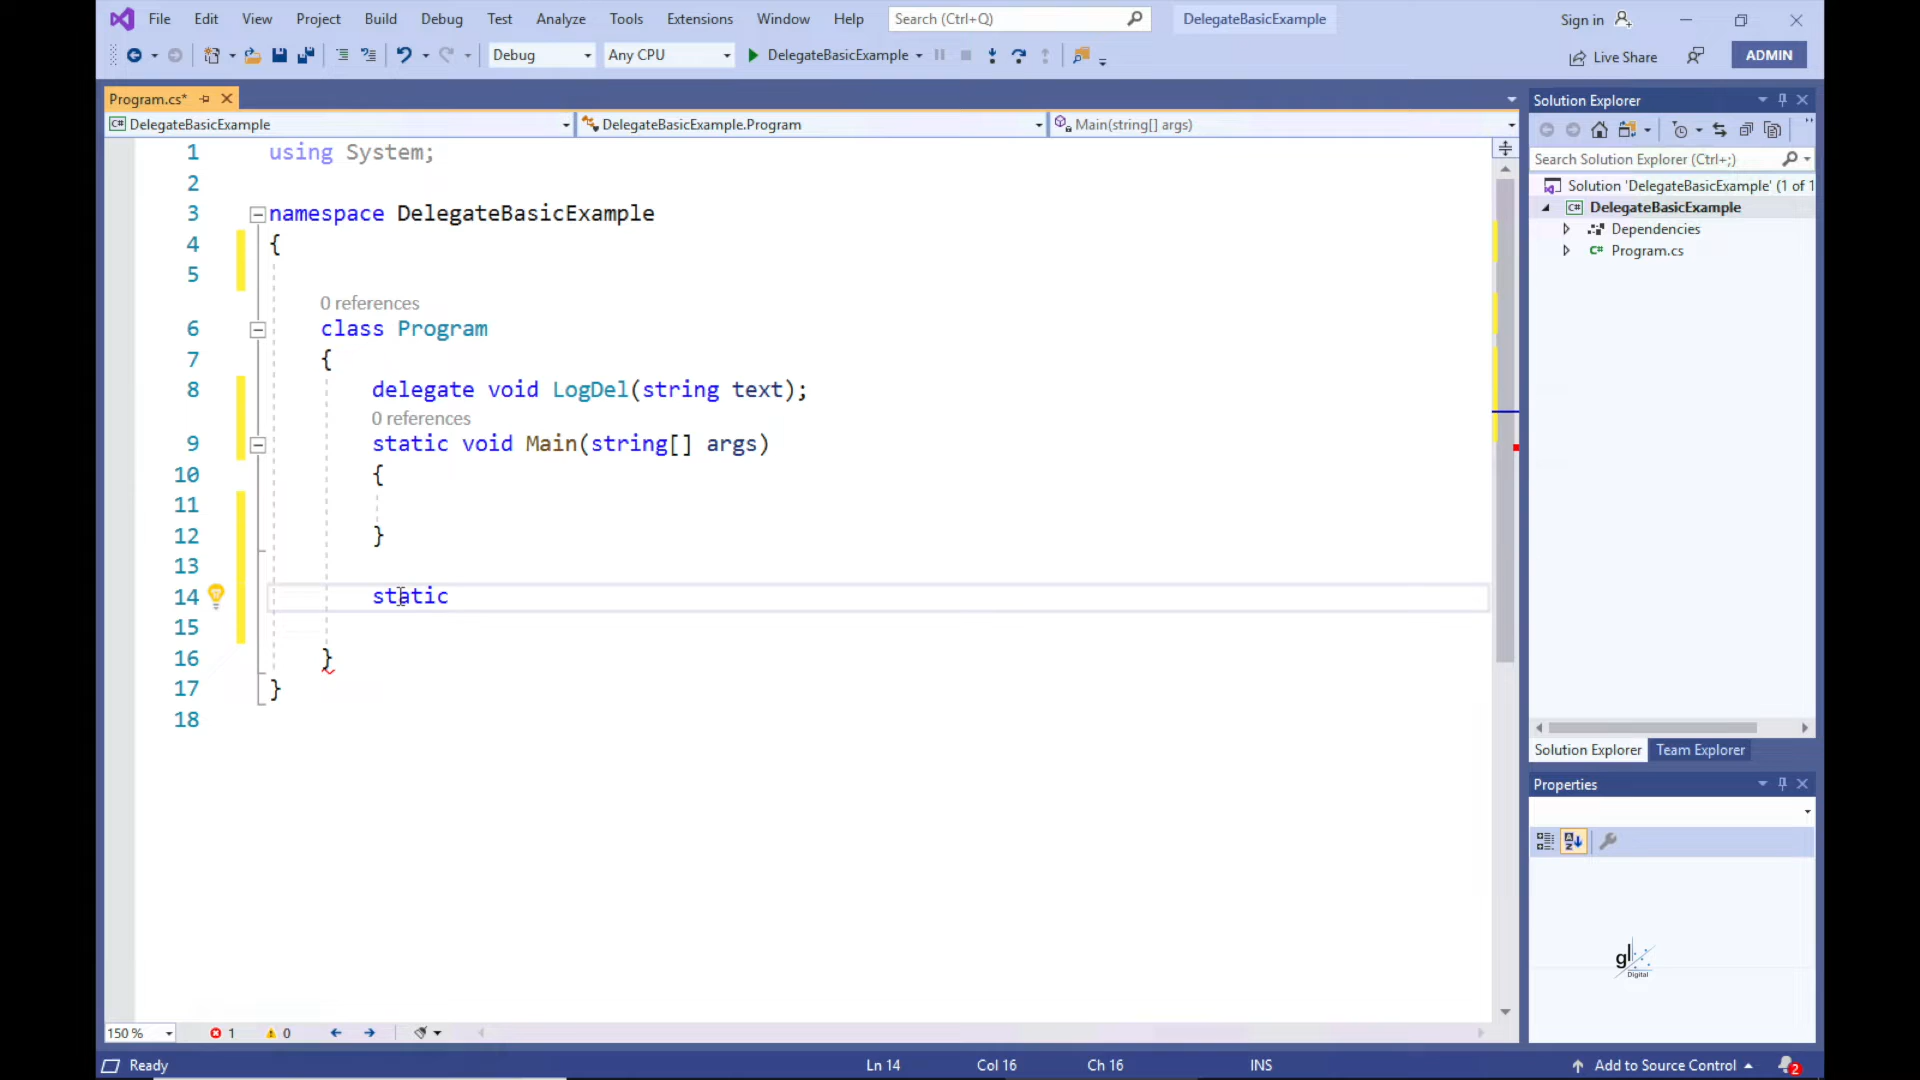 File Edit View Project Build Debug Test Analyze Tools Extensions Window Help Search (Ctrl+Q) DelegateBasicExample Sign in
Debug Any CPU DelegateBasicExample Live Share ADMIN
Program.cs*
DelegateBasicExample DelegateBasicExample.Program Main(string[] args)
1 using System;
2
3 namespace DelegateBasicExample
4 {
5
0 references
6 class Program
7 {
8 delegate void LogDel(string text);
0 references
9 static void Main(string[] args)
10 {
11
12 }
13
14 static
15
16 }
17 }
18
Solution Explorer
Search Solution Explorer (Ctrl+;)
Solution 'DelegateBasicExample' (1 of 1
C# DelegateBasicExample
Dependencies
C# Program.cs
Solution Explorer Team Explorer
Properties
gl
Digital
150 % 1 0
Ready Ln 14 Col 16 Ch 16 INS Add to Source Control 2